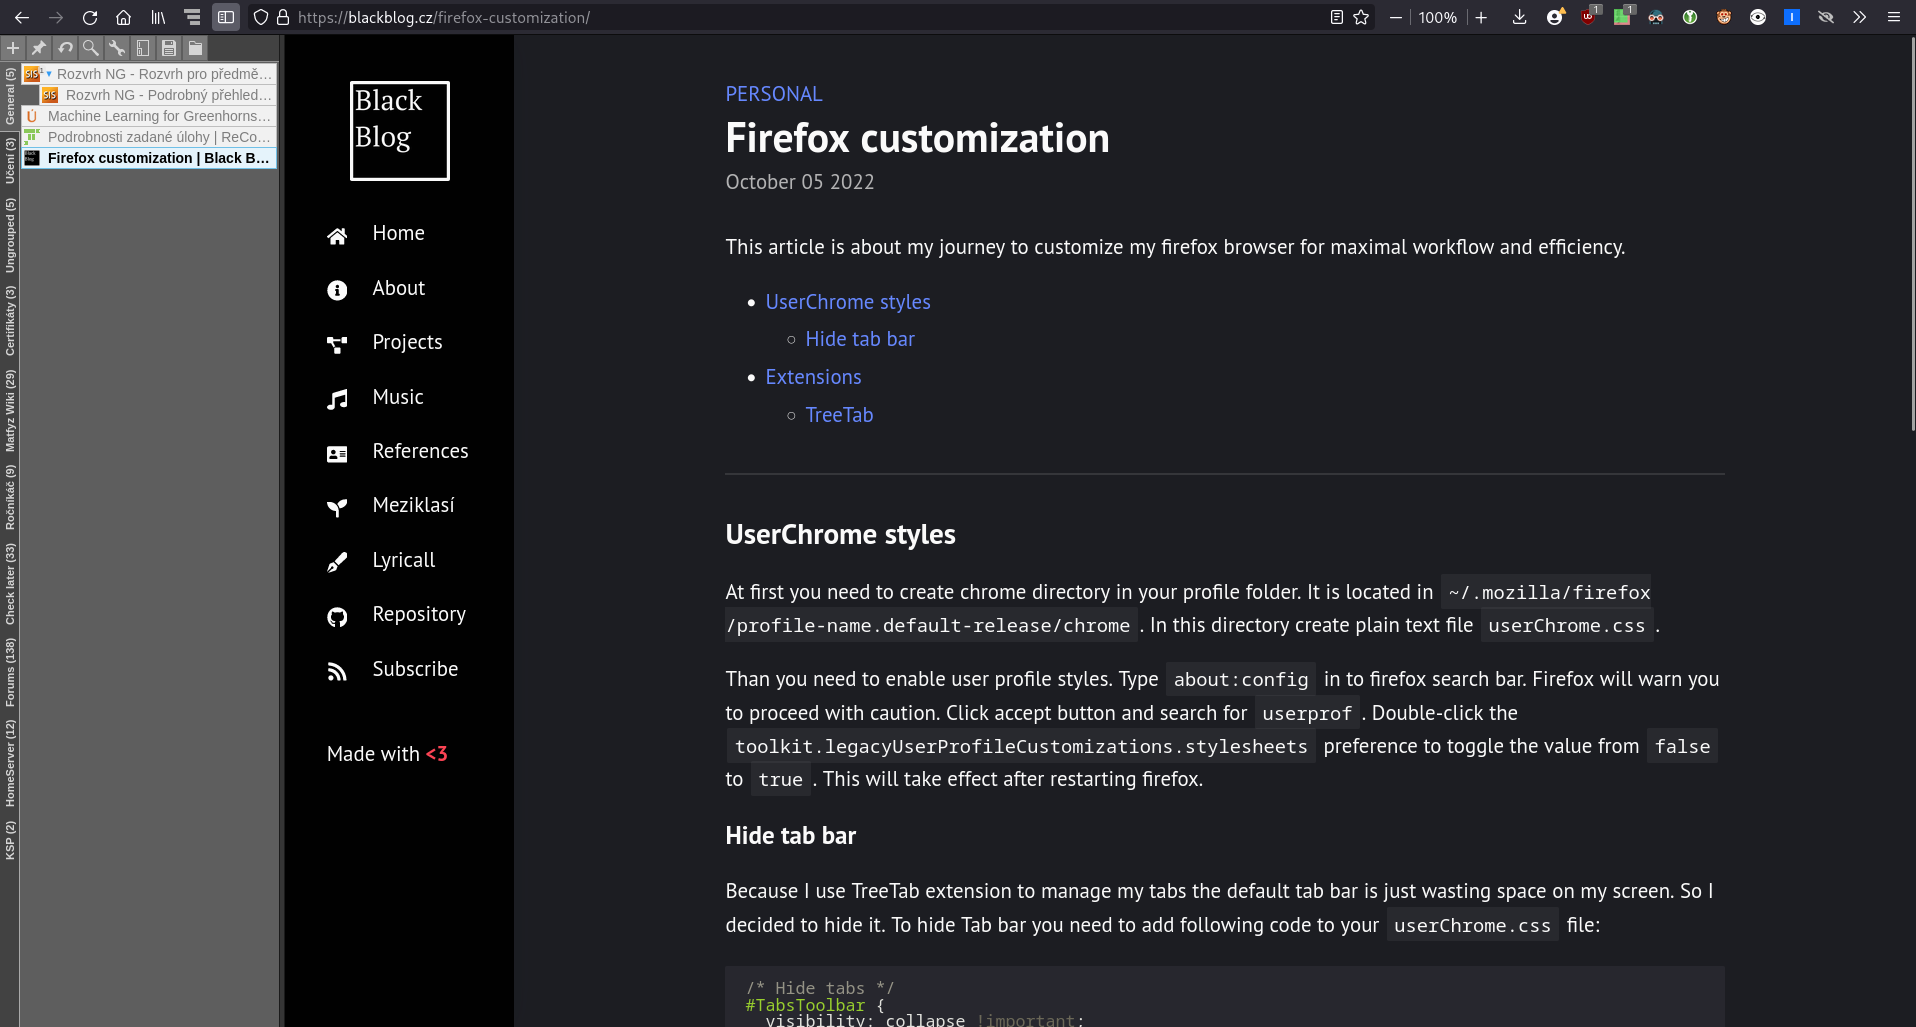 https://blackblog.cz/firefox-customization/
100%
1
1
General (5)
Učení (3)
Ungrouped (5)
Certifikáty (3)
Matfyz Wiki (29)
Ročníkáč (9)
Check later (33)
Forums (138)
HomeServer (12)
KSP (2)
Rozvrh NG - Rozvrh pro předmě…
Rozvrh NG - Podrobný přehled…
Machine Learning for Greenhorns…
Podrobnosti zadané úlohy | ReCo…
Firefox customization | Black B…
Black
Blog
Home
About
Projects
Music
References
Meziklasí
Lyricall
Repository
Subscribe
Made with <3
PERSONAL
Firefox customization
October 05 2022
This article is about my journey to customize my firefox browser for maximal workflow and efficiency.
UserChrome styles
Hide tab bar
Extensions
TreeTab
UserChrome styles
At first you need to create chrome directory in your profile folder. It is located in ~/.mozilla/firefox
/profile-name.default-release/chrome. In this directory create plain text file userChrome.css.
Than you need to enable user profile styles. Type about:config in to firefox search bar. Firefox will warn you
to proceed with caution. Click accept button and search for userprof. Double-click the
toolkit.legacyUserProfileCustomizations.stylesheets preference to toggle the value from false
to true. This will take effect after restarting firefox.
Hide tab bar
Because I use TreeTab extension to manage my tabs the default tab bar is just wasting space on my screen. So I
decided to hide it. To hide Tab bar you need to add following code to your userChrome.css file:
/* Hide tabs */
#TabsToolbar {
visibility: collapse !important;